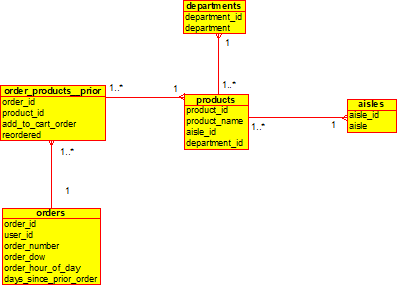 departments
department_id
department
1
1..*
order_products__prior
order_id
product_id
add_to_cart_order
reordered
1..*
1
products
product_id
product_name
aisle_id
department_id
1..*
1
aisles
aisle_id
aisle
1..*
1
orders
order_id
user_id
order_number
order_dow
order_hour_of_day
days_since_prior_order